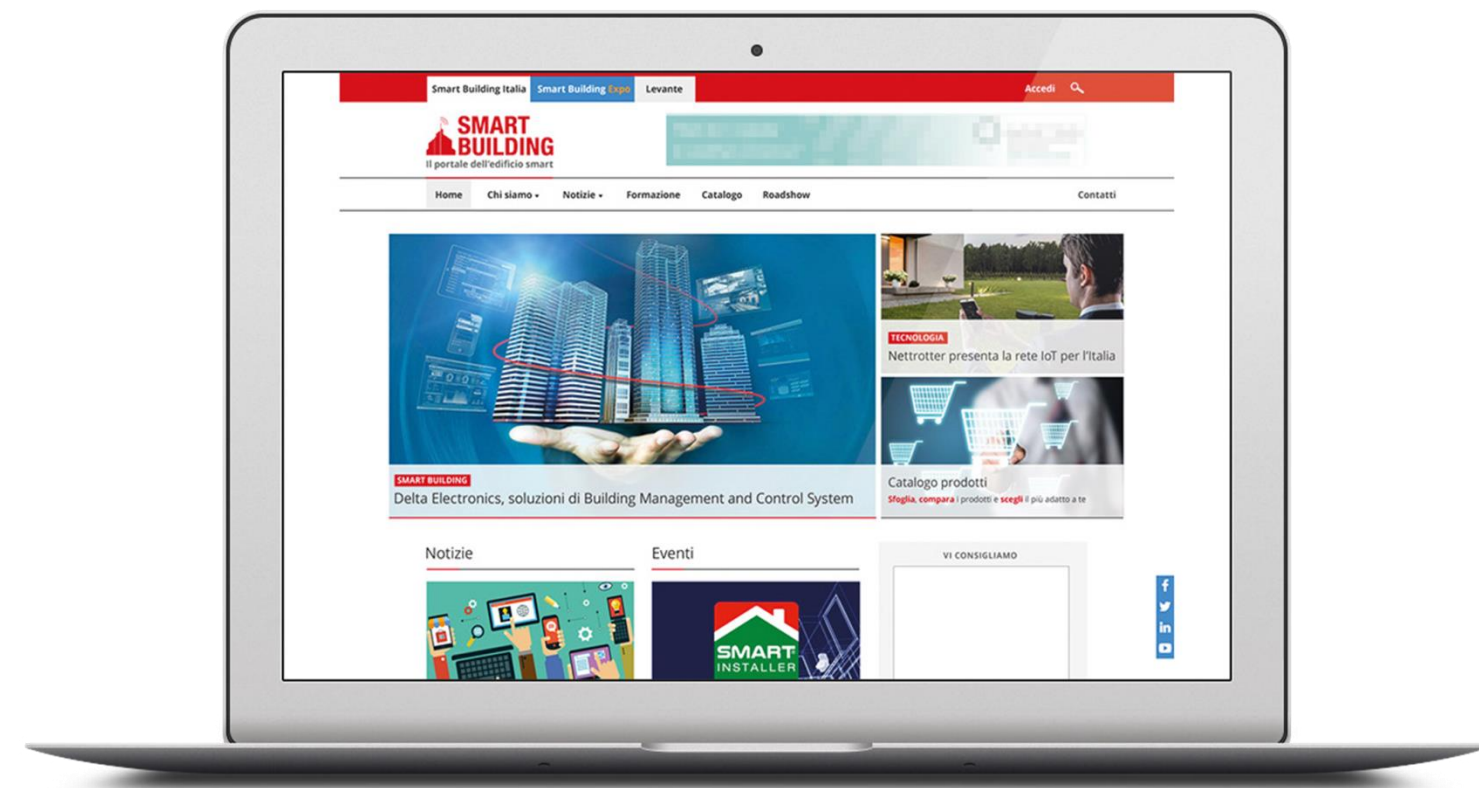 Smart Building Italia
Smart Building Expo
Levante
Accedi
SMART
BUILDING
Il portale dell'edificio smart
Home
Chi siamo
Notizie
Formazione
Catalogo
Roadshow
Contatti
SMART BUILDING
Delta Electronics, soluzioni di Building Management and Control System
TECNOLOGIA
Nettrotter presenta la rete IoT per l'Italia
Catalogo prodotti
Sfoglia, compara i prodotti e scegli il più adatto a te
Notizie
Eventi
VI CONSIGLIAMO
SMART
INSTALLER
f
in